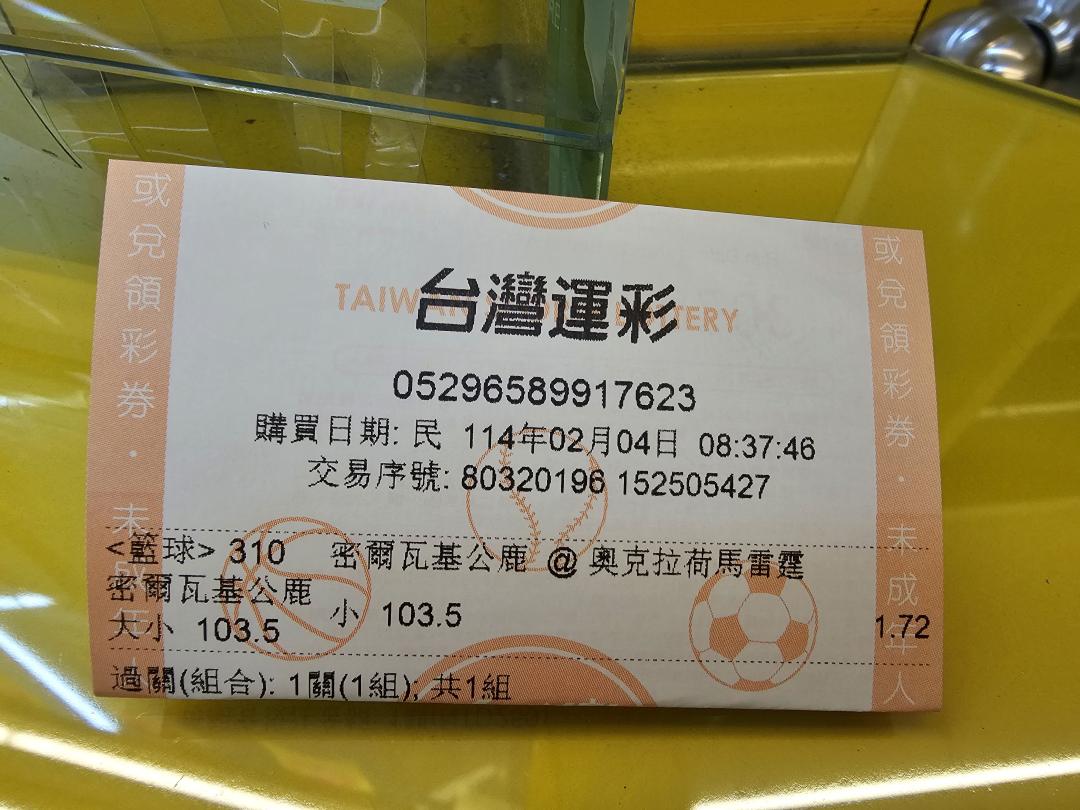 TAIWAN SPORTS LOTTERY
台灣運彩
05296589917623
購買日期: 民 114年02月04日 08:37:46
交易序號: 80320196 152505427
<籃球> 310 密爾瓦基公鹿 @ 奧克拉荷馬雷霆
密爾瓦基公鹿
大小 103.5 小 103.5 1.72
過關(組合): 1關(1組); 共1組
或兌領彩券·未成年人
或兌領彩券·未成年人